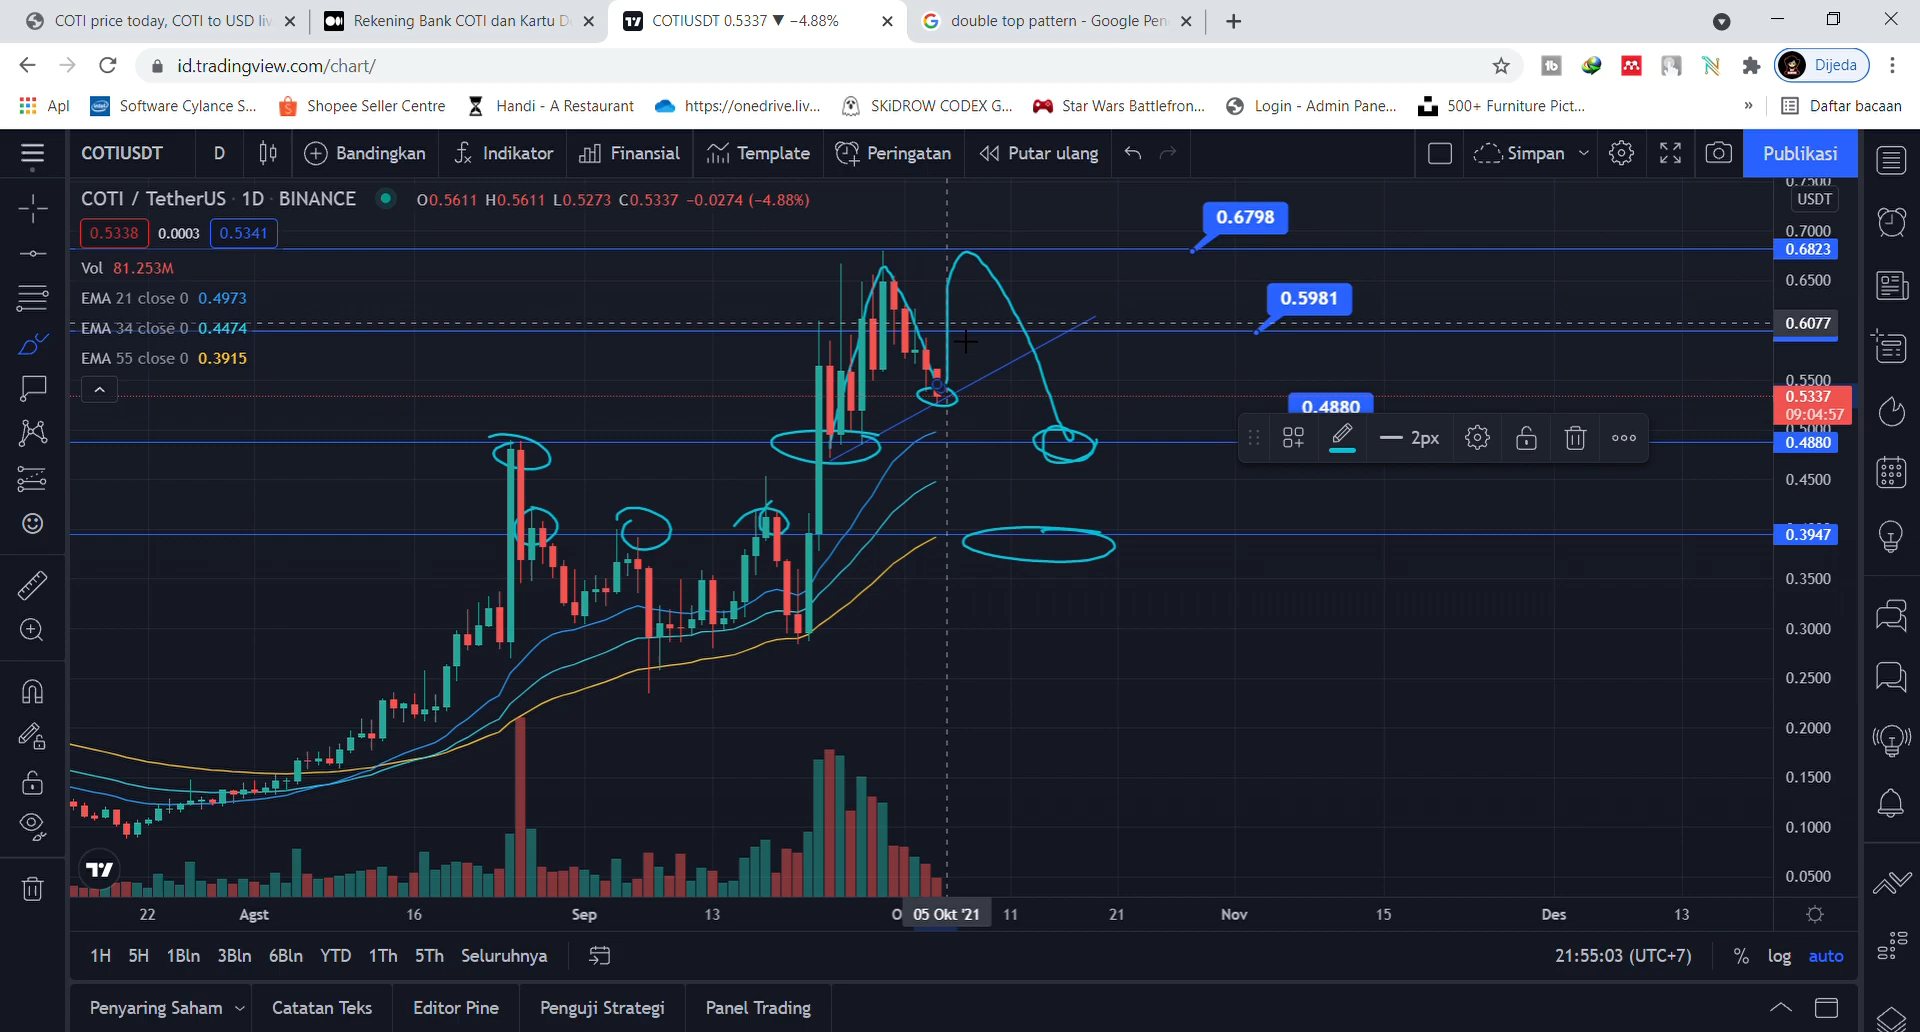 COTI price today, COTI to USD liv
Rekening Bank COTI dan Kartu D
COTIUSDT 0.5337 ▼ −4.88%
double top pattern - Google Pen
id.tradingview.com/chart/
Dijeda
Apl
Software Cylance S...
Shopee Seller Centre
Handi - A Restaurant
https://onedrive.liv...
SKiDROW CODEX G...
Star Wars Battlefron...
Login - Admin Pane...
500+ Furniture Pict...
»
Daftar bacaan
COTIUSDT
D
Bandingkan
Indikator
Finansial
Template
Peringatan
Putar ulang
Simpan
Publikasi
COTI / TetherUS · 1D · BINANCE
O0.5611 H0.5611 L0.5273 C0.5337 −0.0274 (−4.88%)
0.5338
0.0003
0.5341
Vol 81.253M
EMA 21 close 0 0.4973
EMA 34 close 0 0.4474
EMA 55 close 0 0.3915
0.6798
0.5981
0.4880
2px
0.7500
USDT
0.7000
0.6823
0.6500
0.6077
0.5500
0.5337
09:04:57
0.5000
0.4880
0.4500
0.3947
0.3500
0.3000
0.2500
0.2000
0.1500
0.1000
0.0500
22
Agst
16
Sep
13
O
05 Okt '21
11
21
Nov
15
Des
13
1H
5H
1Bln
3Bln
6Bln
YTD
1Th
5Th
Seluruhnya
21:55:03 (UTC+7)
%
log
auto
Penyaring Saham
Catatan Teks
Editor Pine
Penguji Strategi
Panel Trading